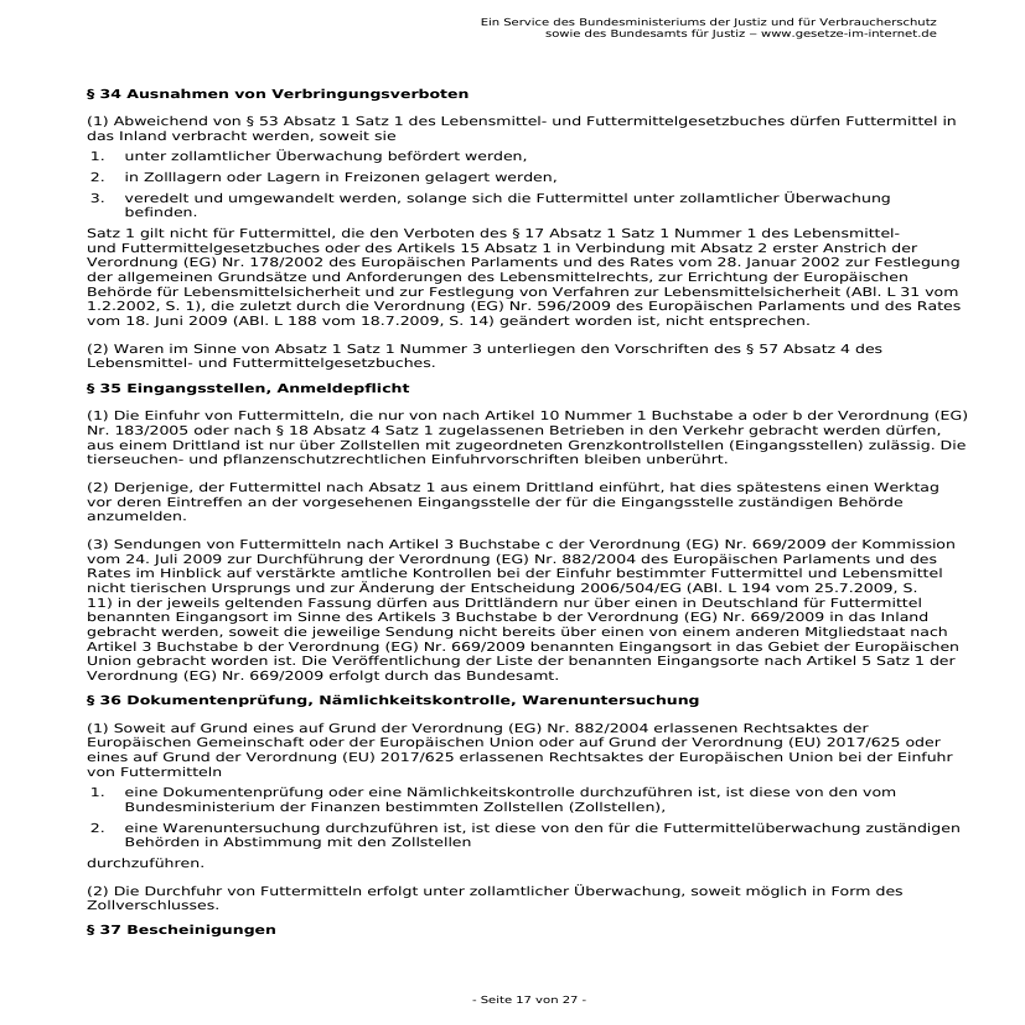 Ein Service des Bundesministeriums der Justiz und für Verbraucherschutz
sowie des Bundesamts für Justiz – www.gesetze-im-internet.de
§ 34 Ausnahmen von Verbringungsverboten
(1) Abweichend von § 53 Absatz 1 Satz 1 des Lebensmittel- und Futtermittelgesetzbuches dürfen Futtermittel in
das Inland verbracht werden, soweit sie
1. unter zollamtlicher Überwachung befördert werden,
2. in Zolllagern oder Lagern in Freizonen gelagert werden,
3. veredelt und umgewandelt werden, solange sich die Futtermittel unter zollamtlicher Überwachung
befinden.
Satz 1 gilt nicht für Futtermittel, die den Verboten des § 17 Absatz 1 Satz 1 Nummer 1 des Lebensmittel-
und Futtermittelgesetzbuches oder des Artikels 15 Absatz 1 in Verbindung mit Absatz 2 erster Anstrich der
Verordnung (EG) Nr. 178/2002 des Europäischen Parlaments und des Rates vom 28. Januar 2002 zur Festlegung
der allgemeinen Grundsätze und Anforderungen des Lebensmittelrechts, zur Errichtung der Europäischen
Behörde für Lebensmittelsicherheit und zur Festlegung von Verfahren zur Lebensmittelsicherheit (ABl. L 31 vom
1.2.2002, S. 1), die zuletzt durch die Verordnung (EG) Nr. 596/2009 des Europäischen Parlaments und des Rates
vom 18. Juni 2009 (ABl. L 188 vom 18.7.2009, S. 14) geändert worden ist, nicht entsprechen.
(2) Waren im Sinne von Absatz 1 Satz 1 Nummer 3 unterliegen den Vorschriften des § 57 Absatz 4 des
Lebensmittel- und Futtermittelgesetzbuches.
§ 35 Eingangsstellen, Anmeldepflicht
(1) Die Einfuhr von Futtermitteln, die nur von nach Artikel 10 Nummer 1 Buchstabe a oder b der Verordnung (EG)
Nr. 183/2005 oder nach § 18 Absatz 4 Satz 1 zugelassenen Betrieben in den Verkehr gebracht werden dürfen,
aus einem Drittland ist nur über Zollstellen mit zugeordneten Grenzkontrollstellen (Eingangsstellen) zulässig. Die
tierseuchen- und pflanzenschutzrechtlichen Einfuhrvorschriften bleiben unberührt.
(2) Derjenige, der Futtermittel nach Absatz 1 aus einem Drittland einführt, hat dies spätestens einen Werktag
vor deren Eintreffen an der vorgesehenen Eingangsstelle der für die Eingangsstelle zuständigen Behörde
anzumelden.
(3) Sendungen von Futtermitteln nach Artikel 3 Buchstabe c der Verordnung (EG) Nr. 669/2009 der Kommission
vom 24. Juli 2009 zur Durchführung der Verordnung (EG) Nr. 882/2004 des Europäischen Parlaments und des
Rates im Hinblick auf verstärkte amtliche Kontrollen bei der Einfuhr bestimmter Futtermittel und Lebensmittel
nicht tierischen Ursprungs und zur Änderung der Entscheidung 2006/504/EG (ABl. L 194 vom 25.7.2009, S.
11) in der jeweils geltenden Fassung dürfen aus Drittländern nur über einen in Deutschland für Futtermittel
benannten Eingangsort im Sinne des Artikels 3 Buchstabe b der Verordnung (EG) Nr. 669/2009 in das Inland
gebracht werden, soweit die jeweilige Sendung nicht bereits über einen von einem anderen Mitgliedstaat nach
Artikel 3 Buchstabe b der Verordnung (EG) Nr. 669/2009 benannten Eingangsort in das Gebiet der Europäischen
Union gebracht worden ist. Die Veröffentlichung der Liste der benannten Eingangsorte nach Artikel 5 Satz 1 der
Verordnung (EG) Nr. 669/2009 erfolgt durch das Bundesamt.
§ 36 Dokumentenprüfung, Nämlichkeitskontrolle, Warenuntersuchung
(1) Soweit auf Grund eines auf Grund der Verordnung (EG) Nr. 882/2004 erlassenen Rechtsaktes der
Europäischen Gemeinschaft oder der Europäischen Union oder auf Grund der Verordnung (EU) 2017/625 oder
eines auf Grund der Verordnung (EU) 2017/625 erlassenen Rechtsaktes der Europäischen Union bei der Einfuhr
von Futtermitteln
1. eine Dokumentenprüfung oder eine Nämlichkeitskontrolle durchzuführen ist, ist diese von den vom
Bundesministerium der Finanzen bestimmten Zollstellen (Zollstellen),
2. eine Warenuntersuchung durchzuführen ist, ist diese von den für die Futtermittelüberwachung zuständigen
Behörden in Abstimmung mit den Zollstellen
durchzuführen.
(2) Die Durchfuhr von Futtermitteln erfolgt unter zollamtlicher Überwachung, soweit möglich in Form des
Zollverschlusses.
§ 37 Bescheinigungen
- Seite 17 von 27 -